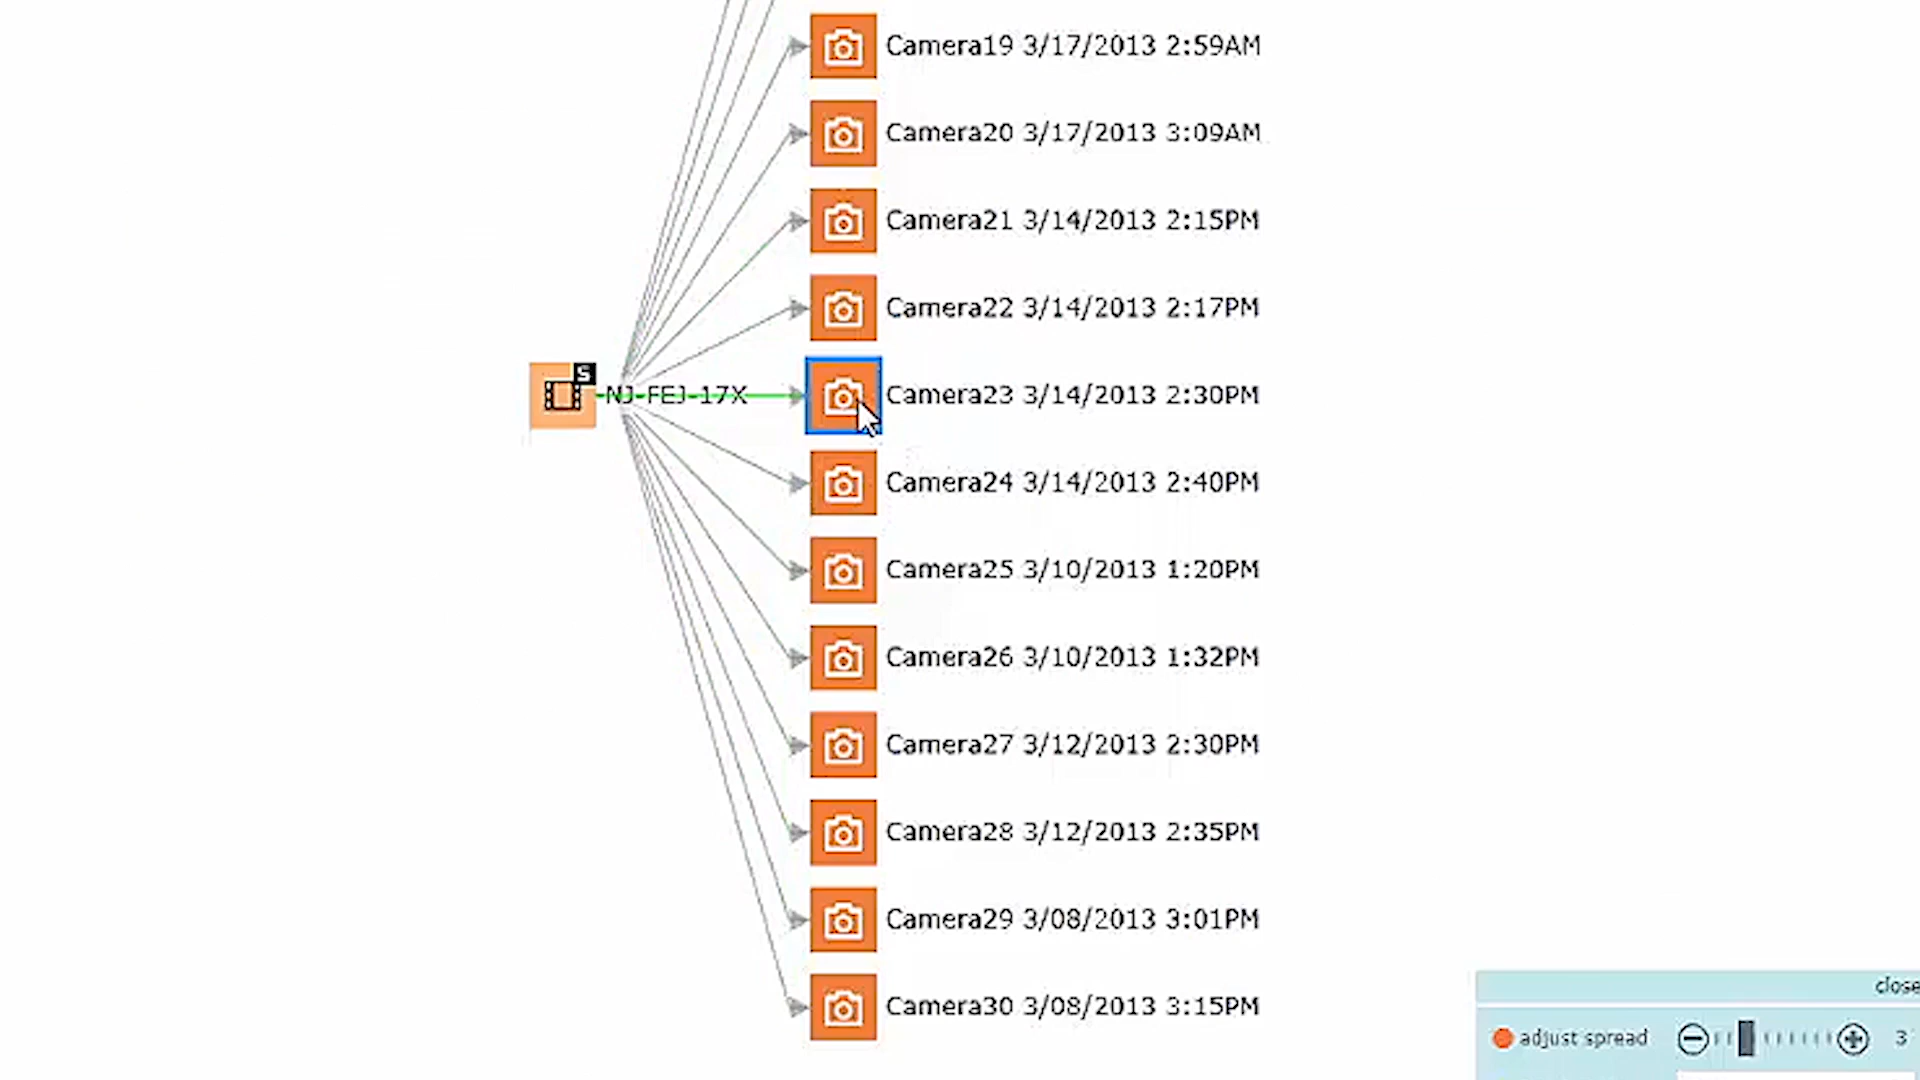 Camera19 3/17/2013 2:59AM
Camera20 3/17/2013 3:09AM
Camera21 3/14/2013 2:15PM
Camera22 3/14/2013 2:17PM
S
NJ-FEJ-17X
Camera23 3/14/2013 2:30PM
Camera24 3/14/2013 2:40PM
Camera25 3/10/2013 1:20PM
Camera26 3/10/2013 1:32PM
Camera27 3/12/2013 2:30PM
Camera28 3/12/2013 2:35PM
Camera29 3/08/2013 3:01PM
Camera30 3/08/2013 3:15PM
close
adjust spread 3